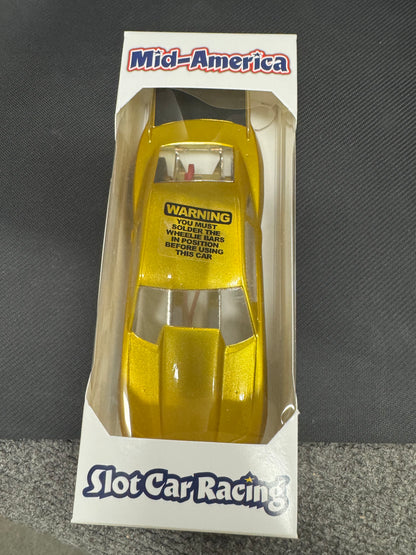 Mid-America
WARNING
YOU MUST
SOLDER THE
WHEELIE BARS
IN POSITION
BEFORE USING
THIS CAR
Slot Car Racing